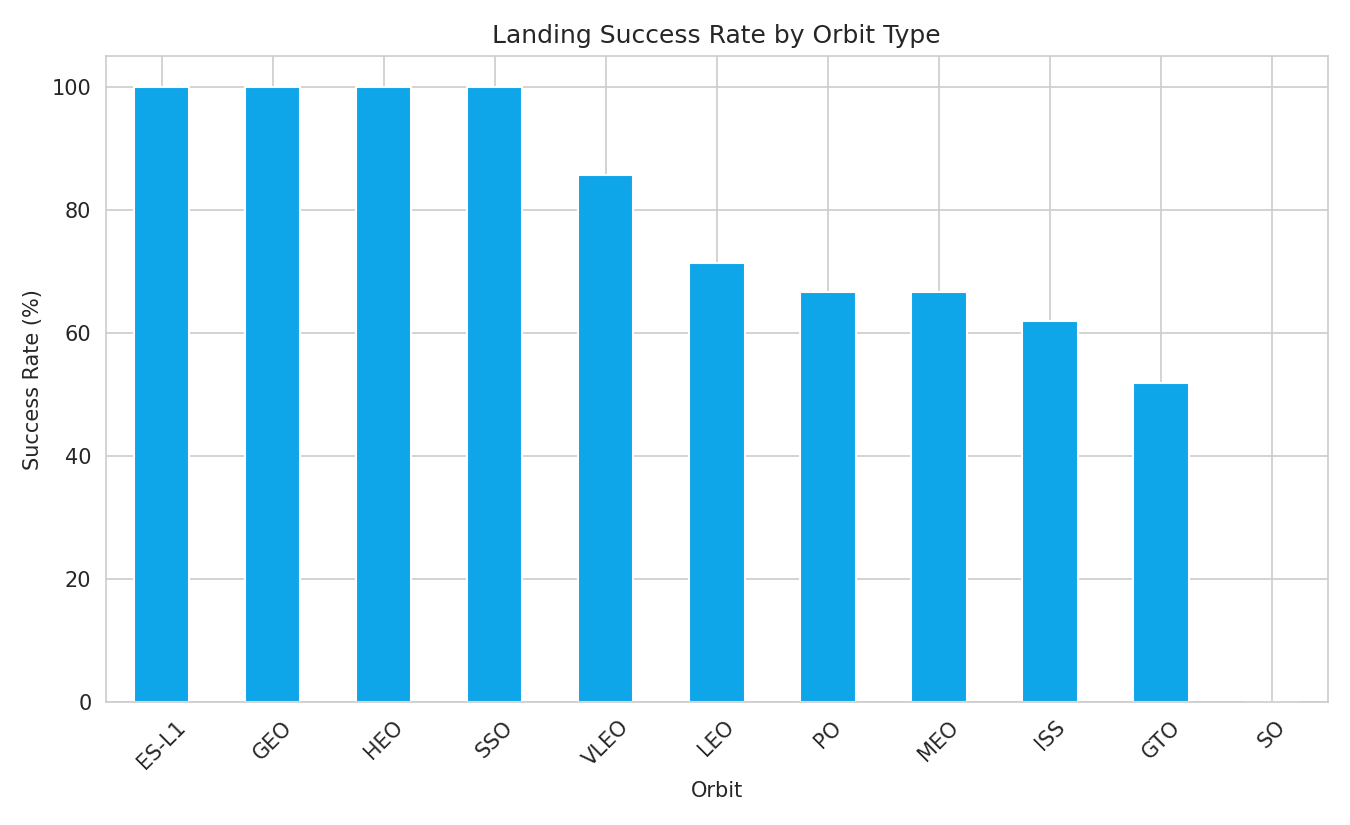 Landing Success Rate by Orbit Type
Success Rate (%)
100
80
60
40
20
0
ES-L1
GEO
HEO
SSO
VLEO
LEO
PO
MEO
ISS
GTO
SO
Orbit